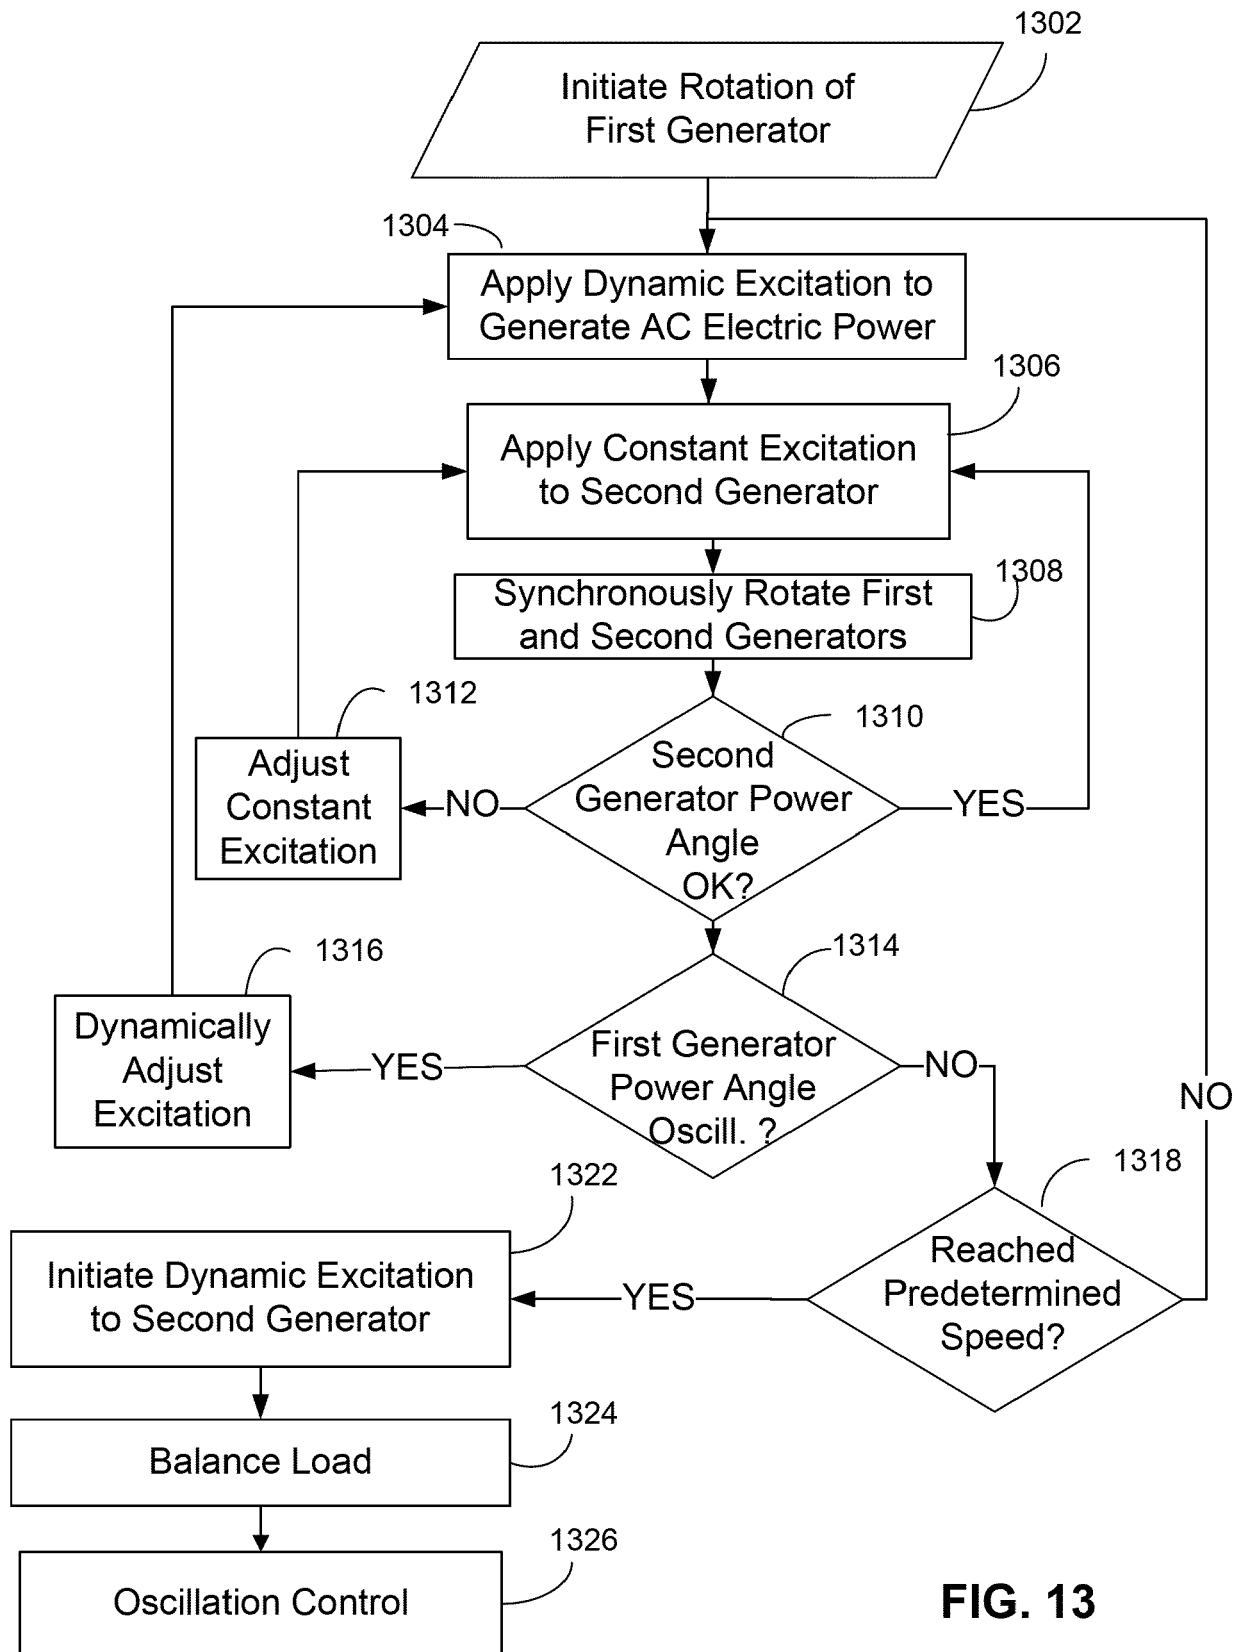 1302
Initiate Rotation of
First Generator
1304
Apply Dynamic Excitation to
Generate AC Electric Power
1306
Apply Constant Excitation
to Second Generator
1308
Synchronously Rotate First
and Second Generators
1312
Adjust
Constant
Excitation
NO
1310
Second
Generator Power
Angle
OK?
YES
1316
Dynamically
Adjust
Excitation
YES
1314
First Generator
Power Angle
Oscill. ?
NO
NO
1318
Reached
Predetermined
Speed?
YES
1322
Initiate Dynamic Excitation
to Second Generator
1324
Balance Load
1326
Oscillation Control
FIG. 13